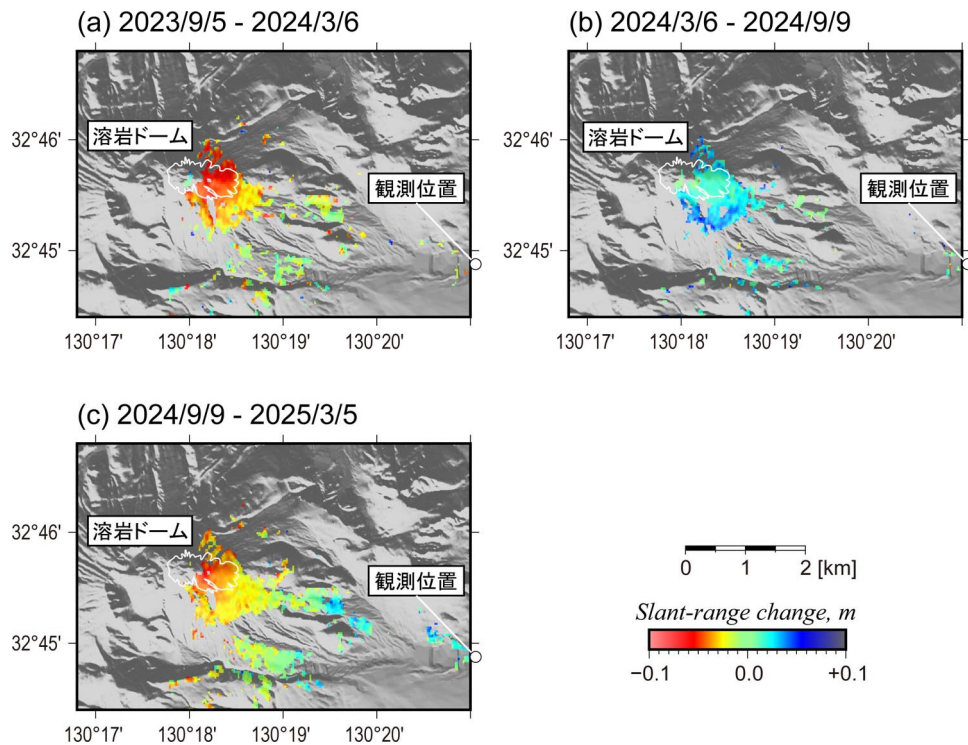 (a) 2023/9/5 - 2024/3/6
溶岩ドーム
観測位置
32°46'
32°45'
130°17' 130°18' 130°19' 130°20'
(b) 2024/3/6 - 2024/9/9
溶岩ドーム
観測位置
32°46'
32°45'
130°17' 130°18' 130°19' 130°20'
(c) 2024/9/9 - 2025/3/5
溶岩ドーム
観測位置
32°46'
32°45'
130°17' 130°18' 130°19' 130°20'
0 1 2 [km]
Slant-range change, m
−0.1 0.0 +0.1